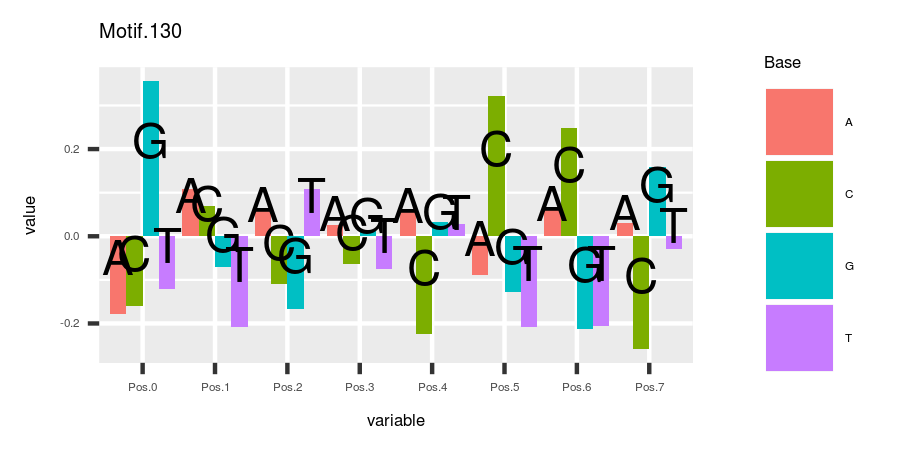 Motif.130
Base
A
C
G
T
value
0.2
0.0
-0.2
A C G T A C G T A C G T A C G T A C G T A C G T A C G T A C G T
Pos.0 Pos.1 Pos.2 Pos.3 Pos.4 Pos.5 Pos.6 Pos.7
variable